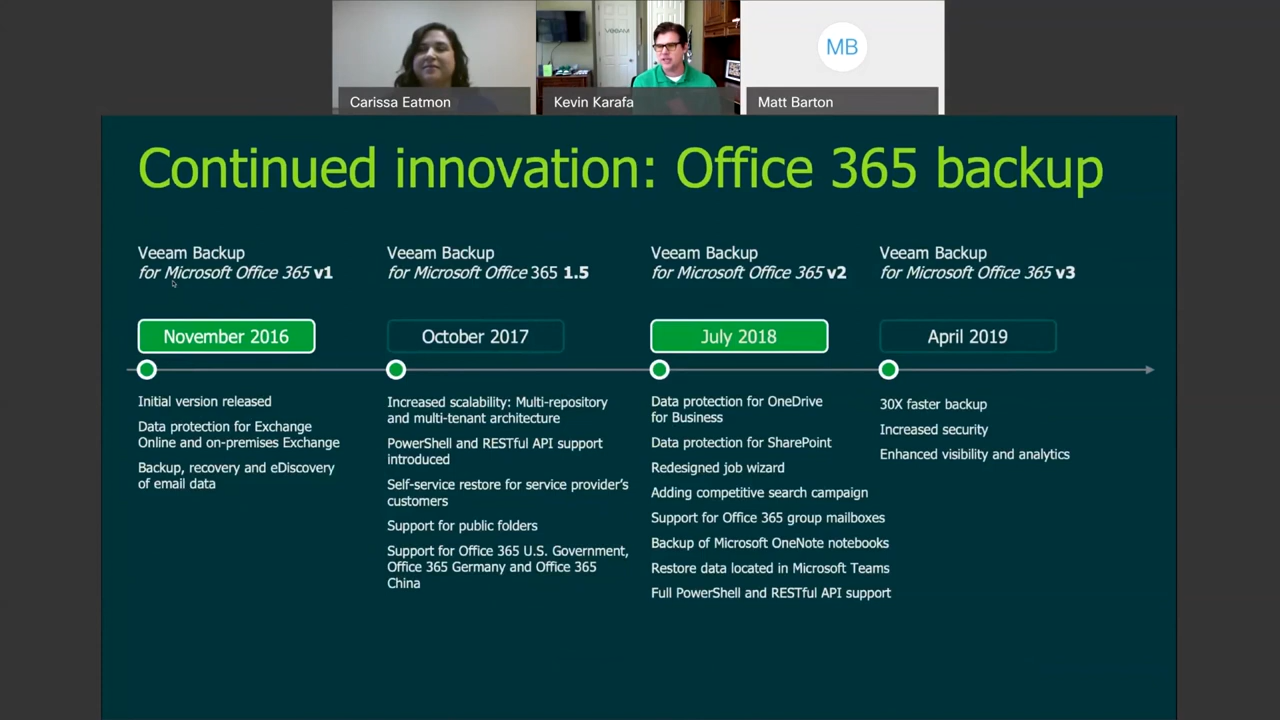 MB
VEEAM
Carissa Eatmon
Kevin Karafa
Matt Barton
Continued innovation: Office 365 backup
Veeam Backup
for Microsoft Office 365 v1
November 2016
Initial version released
Data protection for Exchange
Online and on-premises Exchange
Backup, recovery and eDiscovery
of email data
Veeam Backup
for Microsoft Office 365 1.5
October 2017
Increased scalability: Multi-repository
and multi-tenant architecture
PowerShell and RESTful API support
introduced
Self-service restore for service provider's
customers
Support for public folders
Support for Office 365 U.S. Government,
Office 365 Germany and Office 365
China
Veeam Backup
for Microsoft Office 365 v2
July 2018
Data protection for OneDrive
for Business
Data protection for SharePoint
Redesigned job wizard
Adding competitive search campaign
Support for Office 365 group mailboxes
Backup of Microsoft OneNote notebooks
Restore data located in Microsoft Teams
Full PowerShell and RESTful API support
Veeam Backup
for Microsoft Office 365 v3
April 2019
30X faster backup
Increased security
Enhanced visibility and analytics